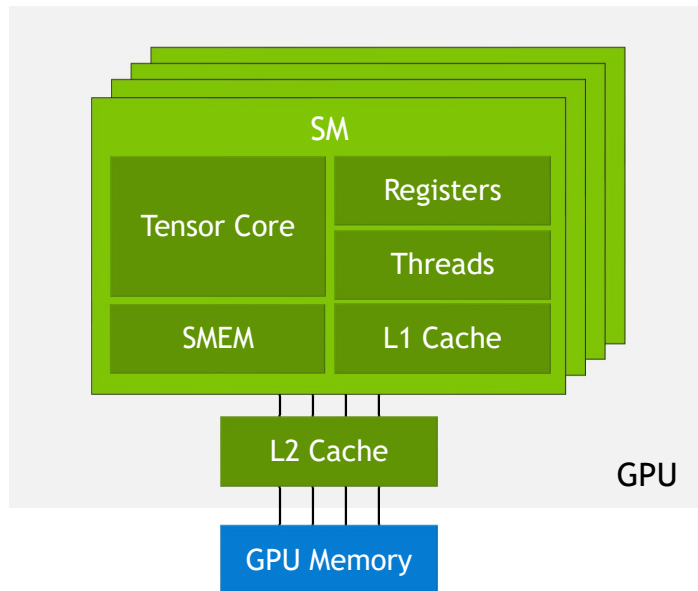 SM
Tensor Core
Registers
Threads
SMEM
L1 Cache
L2 Cache
GPU
GPU Memory